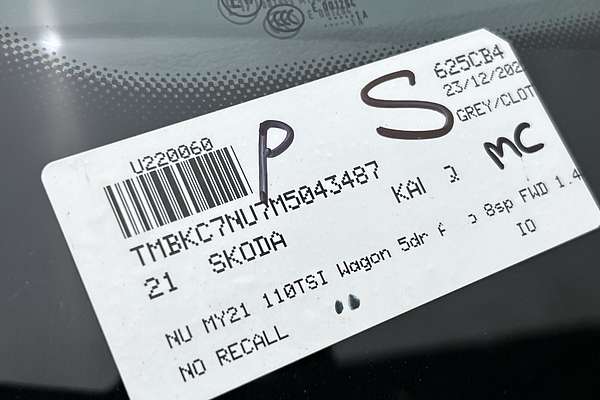 625CB4
23/12/202
GREY/CLOT
S
P
MC
U220060
TMBKC7NU7M5043487
KAI
21 SKODA
NU MY21 110TSI Wagon 5dr 8sp FWD 1.4
IO
NO RECALL